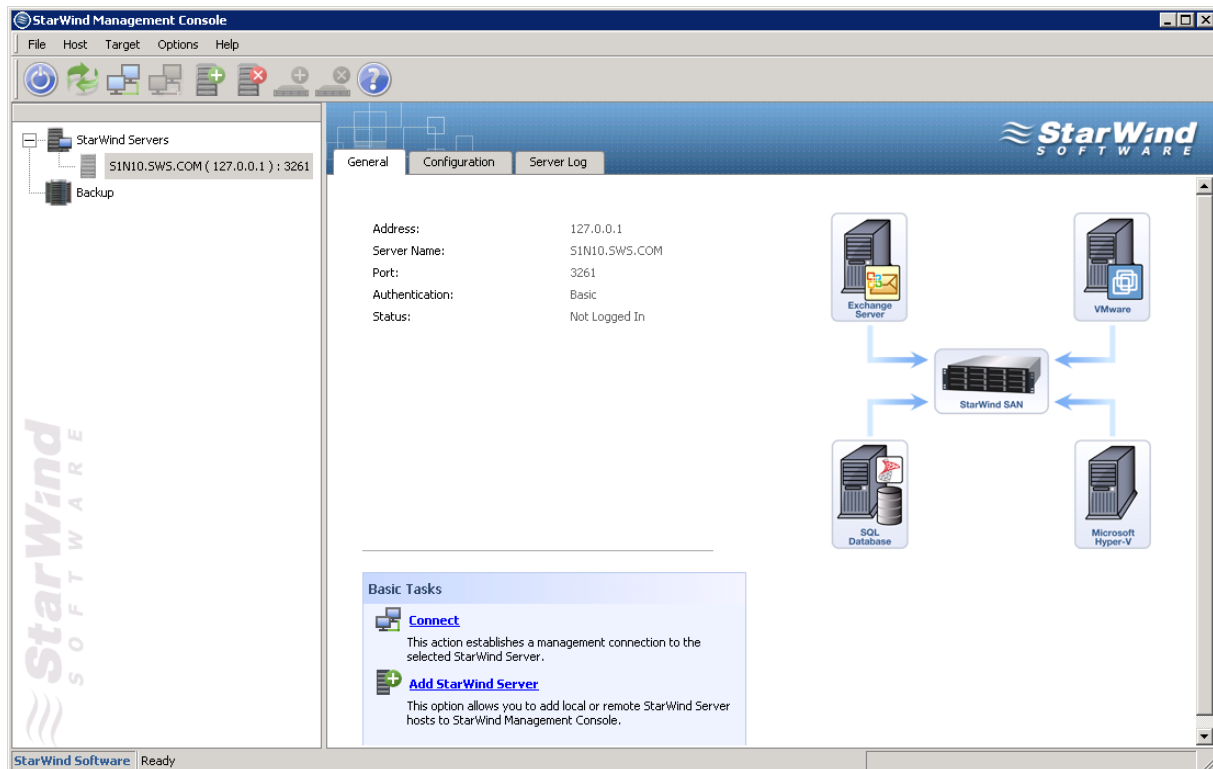 StarWind Management Console
File Host Target Options Help
StarWind Servers
S1N10.SWS.COM ( 127.0.0.1 ) : 3261
Backup
StarWind
SOFTWARE
StarWind
SOFTWARE
General Configuration Server Log
Address: 127.0.0.1
Server Name: S1N10.SWS.COM
Port: 3261
Authentication: Basic
Status: Not Logged In
Exchange
Server
VMware
StarWind SAN
SQL
Database
Microsoft
Hyper-V
Basic Tasks
Connect
This action establishes a management connection to the
selected StarWind Server.
Add StarWind Server
This option allows you to add local or remote StarWind Server
hosts to StarWind Management Console.
StarWind Software Ready